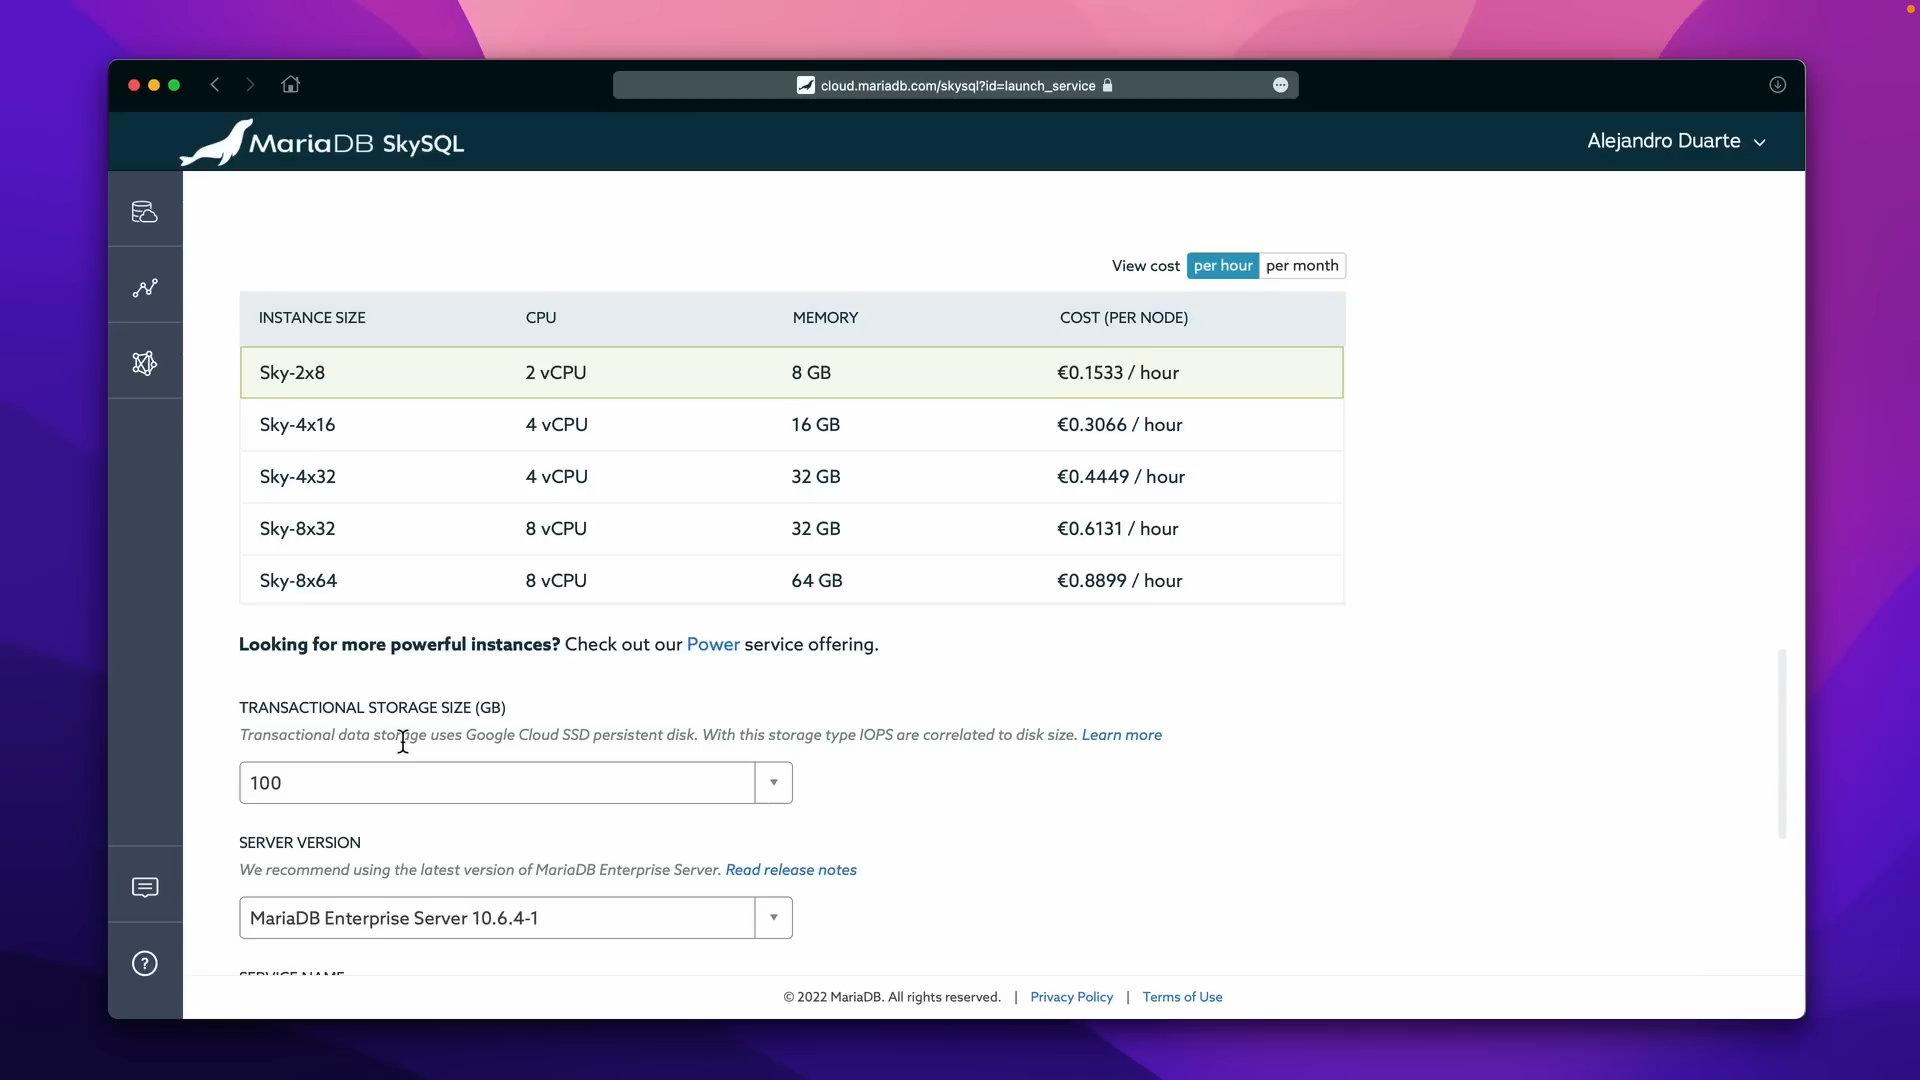 cloud.mariadb.com/skysql?id=launch_service
MariaDB SkySQL
Alejandro Duarte
View cost per hour per month
INSTANCE SIZE CPU MEMORY COST (PER NODE)
Sky-2x8 2 vCPU 8 GB €0.1533 / hour
Sky-4x16 4 vCPU 16 GB €0.3066 / hour
Sky-4x32 4 vCPU 32 GB €0.4449 / hour
Sky-8x32 8 vCPU 32 GB €0.6131 / hour
Sky-8x64 8 vCPU 64 GB €0.8899 / hour
Looking for more powerful instances? Check out our Power service offering.
TRANSACTIONAL STORAGE SIZE (GB)
Transactional data storage uses Google Cloud SSD persistent disk. With this storage type IOPS are correlated to disk size. Learn more
100
SERVER VERSION
We recommend using the latest version of MariaDB Enterprise Server. Read release notes
MariaDB Enterprise Server 10.6.4-1
SERVICE NAME
© 2022 MariaDB. All rights reserved. | Privacy Policy | Terms of Use